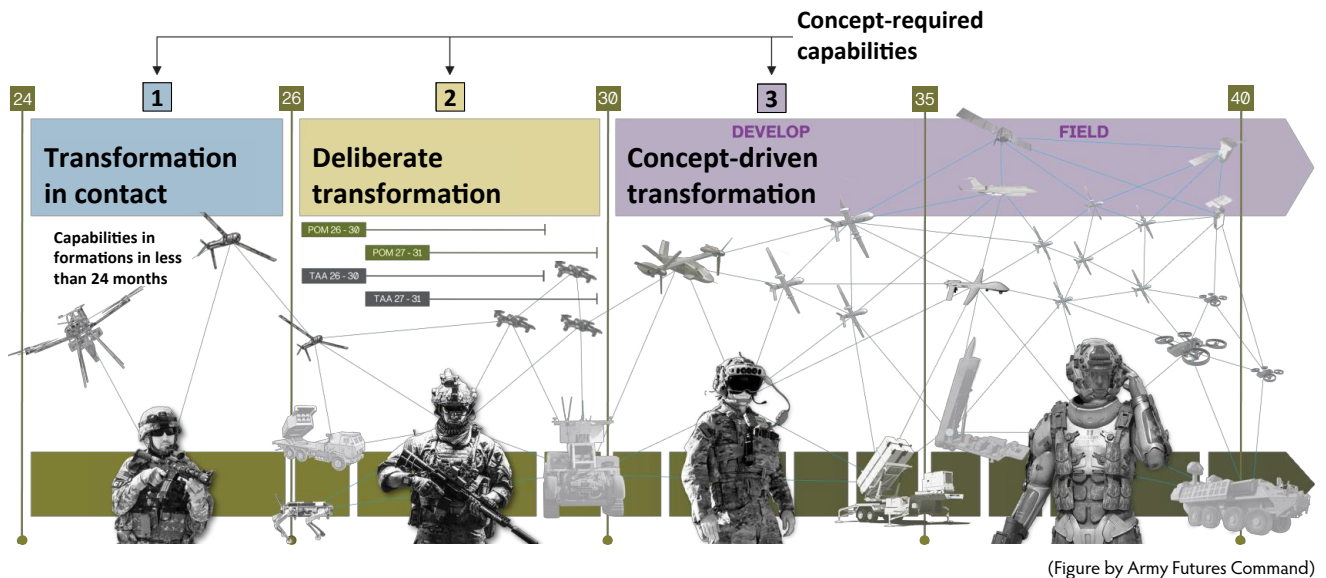 Concept-required
capabilities
24
1
26
2
30
3
35
40
DEVELOP
FIELD
Transformation
in contact
Deliberate
transformation
Concept-driven
transformation
Capabilities in
formations in less
than 24 months
POM 26 - 30
POM 27 - 31
TAA 26 - 30
TAA 27 - 31
(Figure by Army Futures Command)